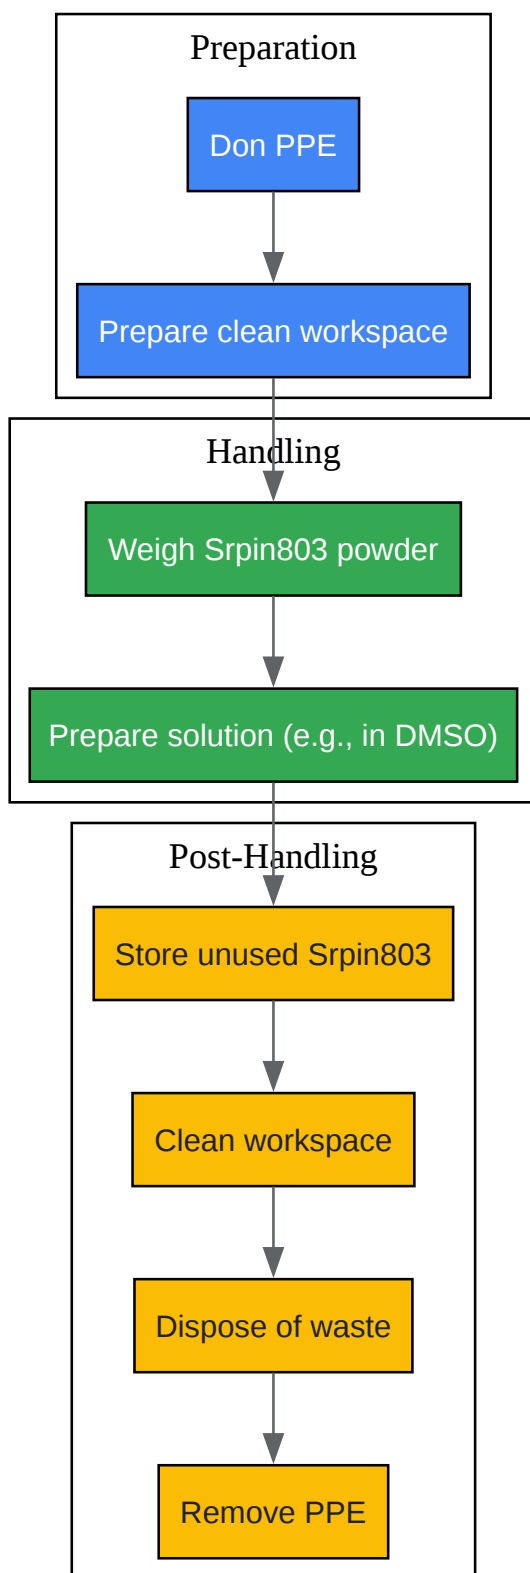 Preparation
Don PPE
Prepare clean workspace
Handling
Weigh Srpin803 powder
Prepare solution (e.g., in DMSO)
Post-Handling
Store unused Srpin803
Clean workspace
Dispose of waste
Remove PPE